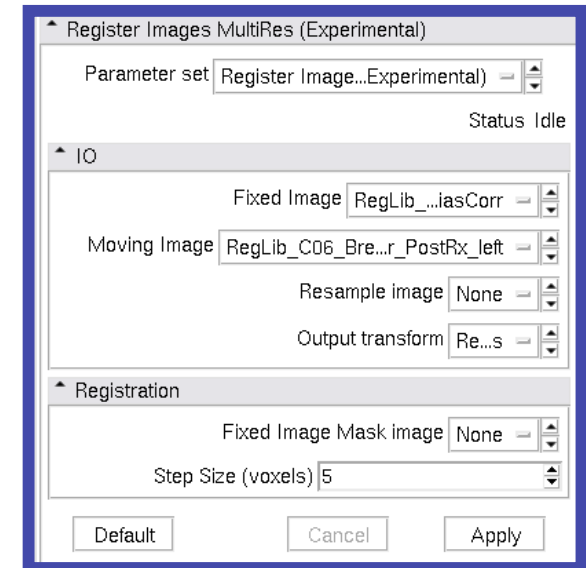 Register Images MultiRes (Experimental)
Parameter set Register Image...Experimental)
Status Idle
IO
Fixed Image RegLib_...iasCorr
Moving Image RegLib_C06_Bre...r_PostRx_left
Resample image None
Output transform Re...s
Registration
Fixed Image Mask image None
Step Size (voxels) 5
Default Cancel Apply